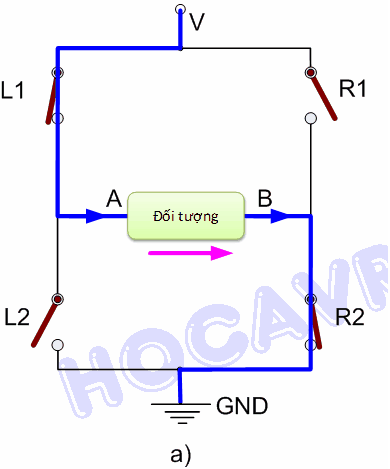 V
L1
R1
A
Đối tượng
B
L2
R2
HOCAVR
GND
a)